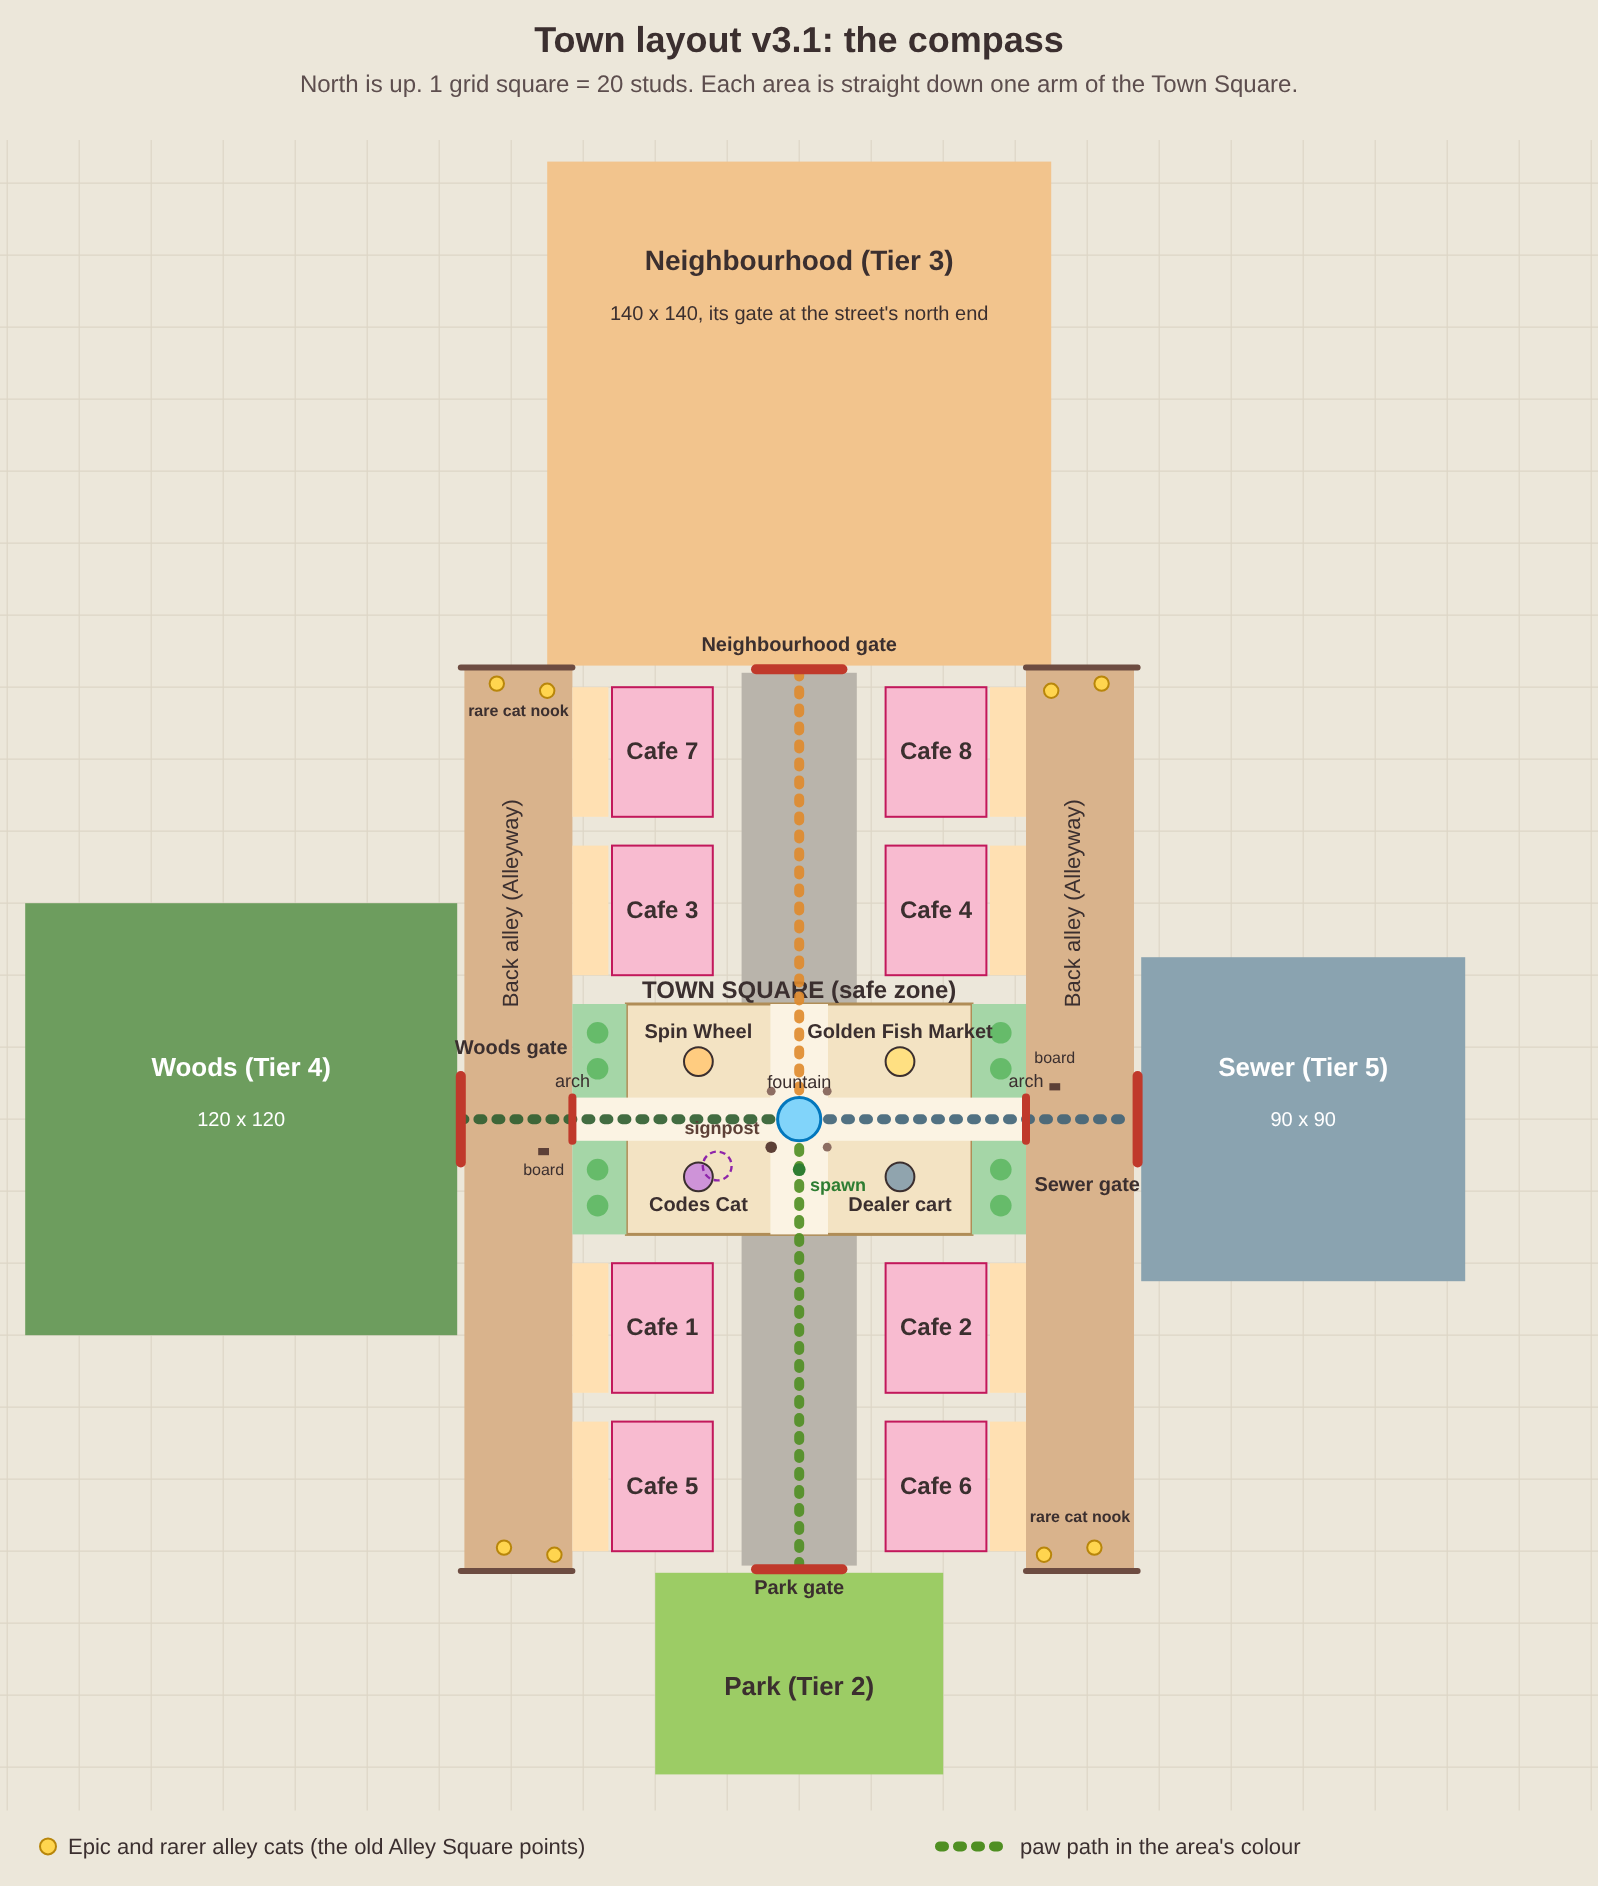 Town layout v3.1: the compass
North is up. 1 grid square = 20 studs. Each area is straight down one arm of the Town Square.
Neighbourhood (Tier 3)
140 x 140, its gate at the street's north end
Neighbourhood gate
rare cat nook
Cafe 7
Cafe 8
Back alley (Alleyway)
Back alley (Alleyway)
Cafe 3
Cafe 4
TOWN SQUARE (safe zone)
Spin Wheel
Golden Fish Market
Woods gate
board
Woods (Tier 4)
Sewer (Tier 5)
arch
fountain
arch
120 x 120
90 x 90
signpost
board
spawn
Sewer gate
Codes Cat
Dealer cart
Cafe 1
Cafe 2
Cafe 5
Cafe 6
rare cat nook
Park gate
Park (Tier 2)
Epic and rarer alley cats (the old Alley Square points)
paw path in the area's colour